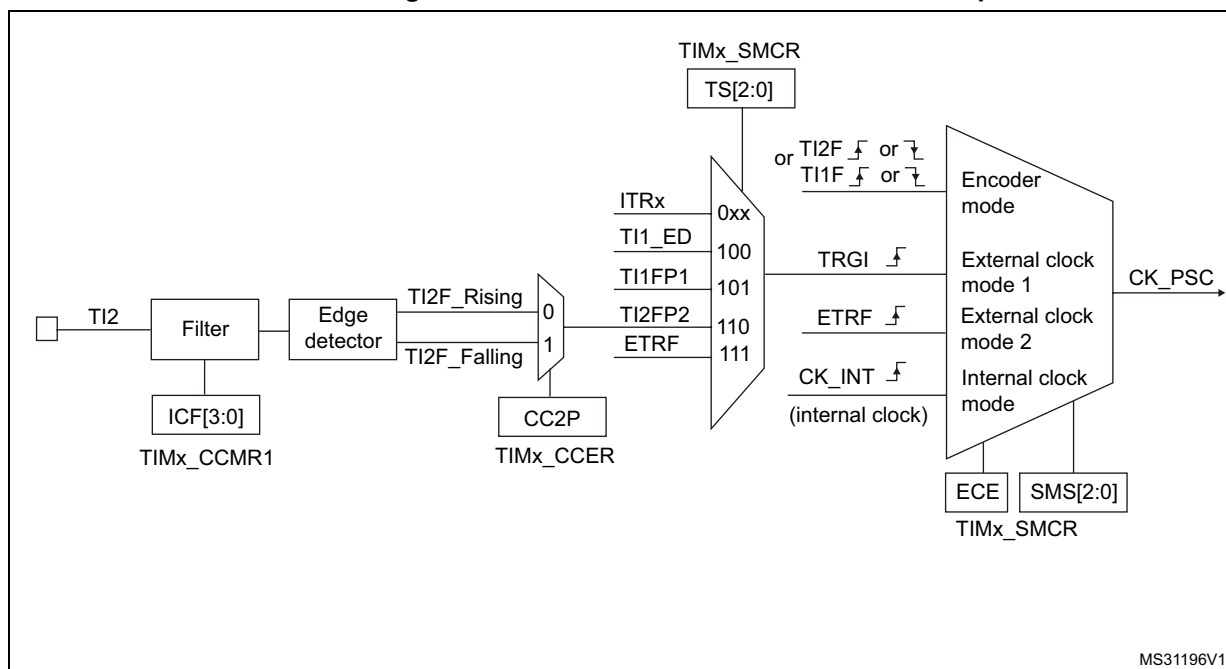 TIMx_SMCR
TS[2:0]
or TI2F or
TI1F or
Encoder
mode
ITRx
0xx
TI1_ED
100
TRGI
External clock
mode 1
CK_PSC
TI1FP1
101
TI2
Filter
Edge
detector
TI2F_Rising
TI2F_Falling
0
1
TI2FP2
110
ETRF
111
ETRF
External clock
mode 2
CK_INT
(internal clock)
Internal clock
mode
ICF[3:0]
TIMx_CCMR1
CC2P
TIMx_CCER
ECE
SMS[2:0]
TIMx_SMCR
MS31196V1